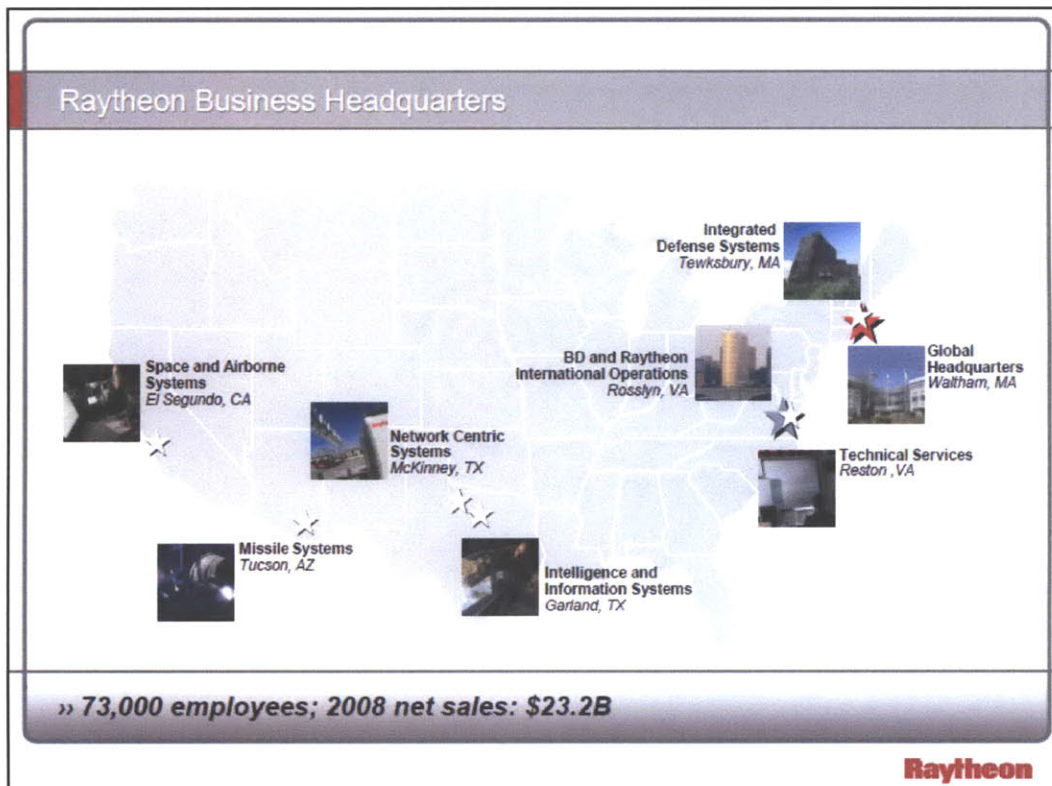 Raytheon Business Headquarters
Integrated
Defense Systems
Tewksbury, MA
BD and Raytheon
International Operations
Rosslyn, VA
Global
Headquarters
Waltham, MA
Space and Airborne
Systems
El Segundo, CA
Network Centric
Systems
McKinney, TX
Technical Services
Reston ,VA
Missile Systems
Tucson, AZ
Intelligence and
Information Systems
Garland, TX
›› 73,000 employees; 2008 net sales: $23.2B
Raytheon